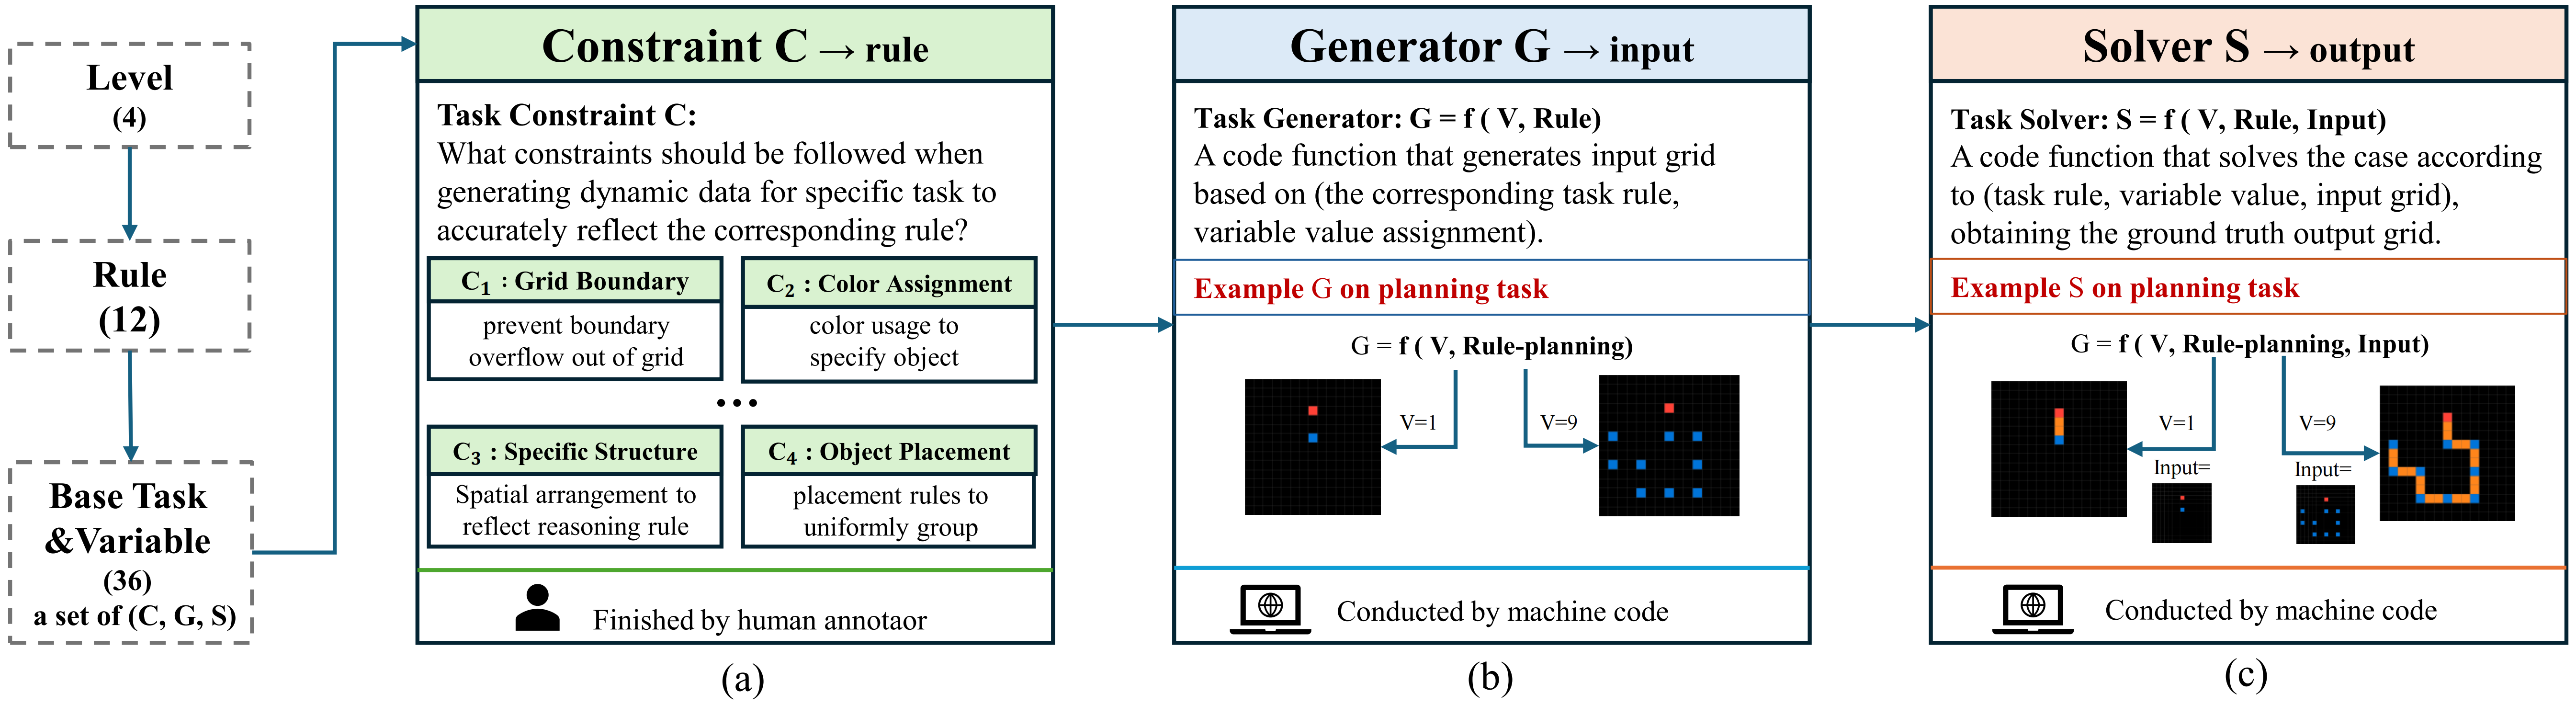 Level
(4)
Rule
(12)
Base Task
&Variable
(36)
a set of (C, G, S)
Constraint C → rule
Task Constraint C:
What constraints should be followed when
generating dynamic data for specific task to
accurately reflect the corresponding rule?
C₁ : Grid Boundary
prevent boundary
overflow out of grid
C₂ : Color Assignment
color usage to
specify object
...
C₃ : Specific Structure
Spatial arrangement to
reflect reasoning rule
C₄ : Object Placement
placement rules to
uniformly group
Finished by human annotaor
(a)
Generator G → input
Task Generator: G = f ( V, Rule)
A code function that generates input grid
based on (the corresponding task rule,
variable value assignment).
Example G on planning task
G = f ( V, Rule-planning)
V=1
V=9
Conducted by machine code
(b)
Solver S → output
Task Solver: S = f ( V, Rule, Input)
A code function that solves the case according
to (task rule, variable value, input grid),
obtaining the ground truth output grid.
Example S on planning task
G = f ( V, Rule-planning, Input)
V=1
Input=
V=9
Input=
Conducted by machine code
(c)